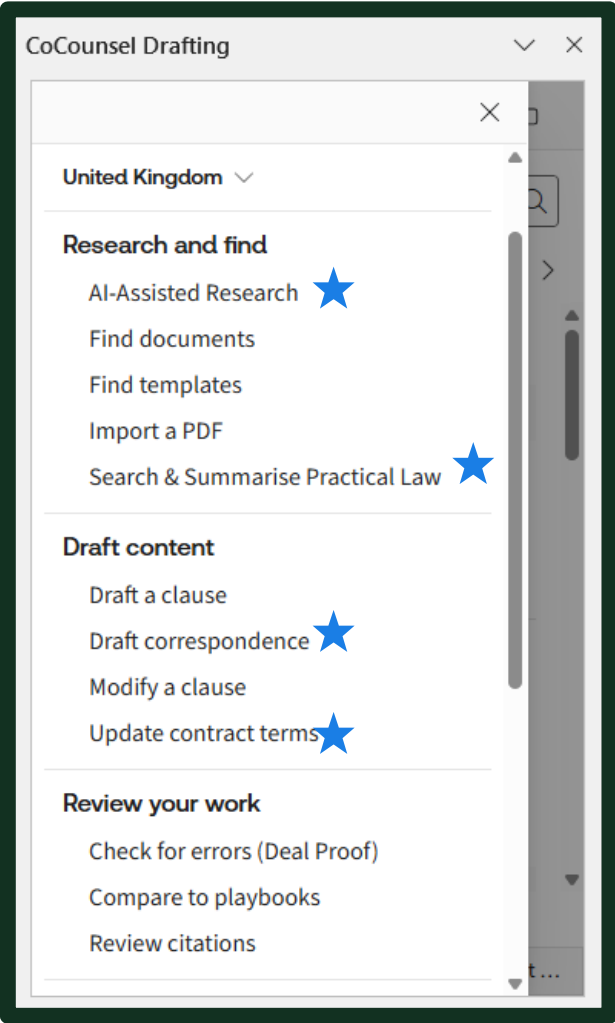 CoCounsel Drafting
United Kingdom
Research and find
AI-Assisted Research
Find documents
Find templates
Import a PDF
Search & Summarise Practical Law
Draft content
Draft a clause
Draft correspondence
Modify a clause
Update contract terms
Review your work
Check for errors (Deal Proof)
Compare to playbooks
Review citations
t ...